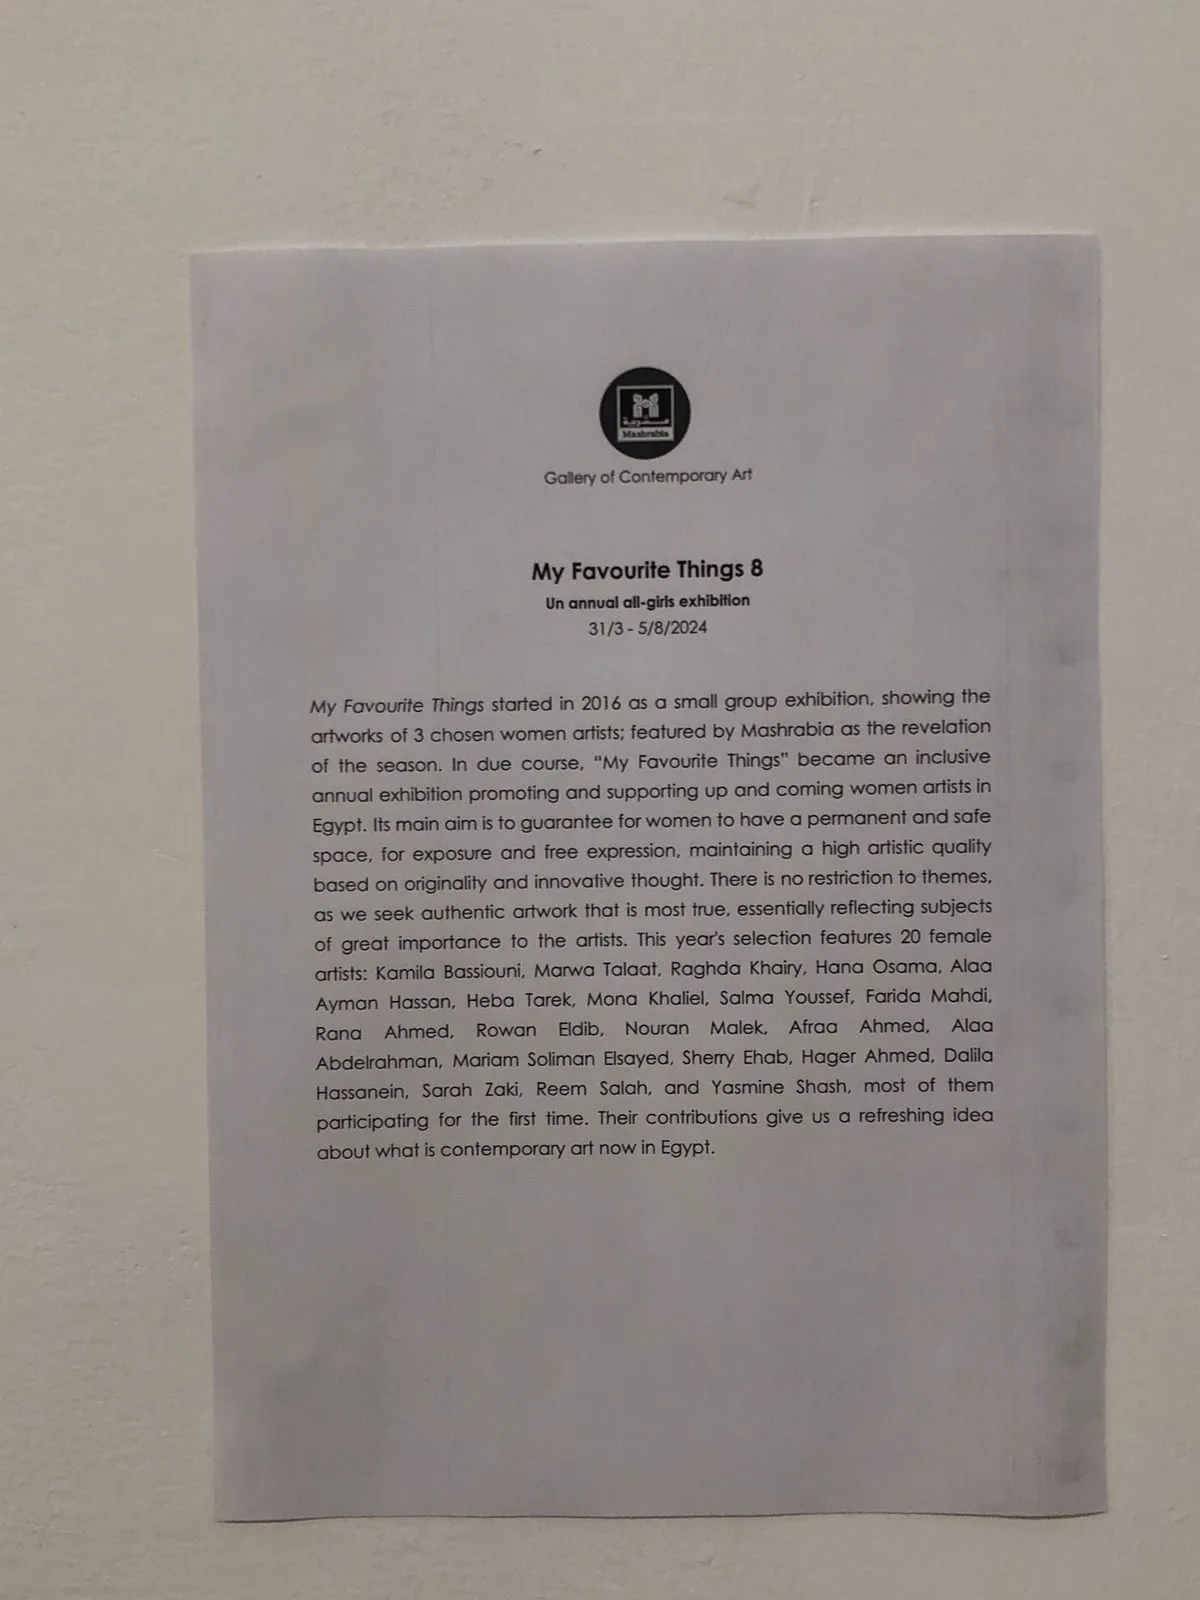 مشربية
Mashrabia
Gallery of Contemporary Art
My Favourite Things 8
Un annual all-girls exhibition
31/3 - 5/8/2024
My Favourite Things started in 2016 as a small group exhibition, showing the
artworks of 3 chosen women artists; featured by Mashrabia as the revelation
of the season. In due course, “My Favourite Things” became an inclusive
annual exhibition promoting and supporting up and coming women artists in
Egypt. Its main aim is to guarantee for women to have a permanent and safe
space, for exposure and free expression, maintaining a high artistic quality
based on originality and innovative thought. There is no restriction to themes,
as we seek authentic artwork that is most true, essentially reflecting subjects
of great importance to the artists. This year's selection features 20 female
artists: Kamila Bassiouni, Marwa Talaat, Raghda Khairy, Hana Osama, Alaa
Ayman Hassan, Heba Tarek, Mona Khaliel, Salma Youssef, Farida Mahdi,
Rana Ahmed, Rowan Eldib, Nouran Malek, Afraa Ahmed, Alaa
Abdelrahman, Mariam Soliman Elsayed, Sherry Ehab, Hager Ahmed, Dalila
Hassanein, Sarah Zaki, Reem Salah, and Yasmine Shash, most of them
participating for the first time. Their contributions give us a refreshing idea
about what is contemporary art now in Egypt.